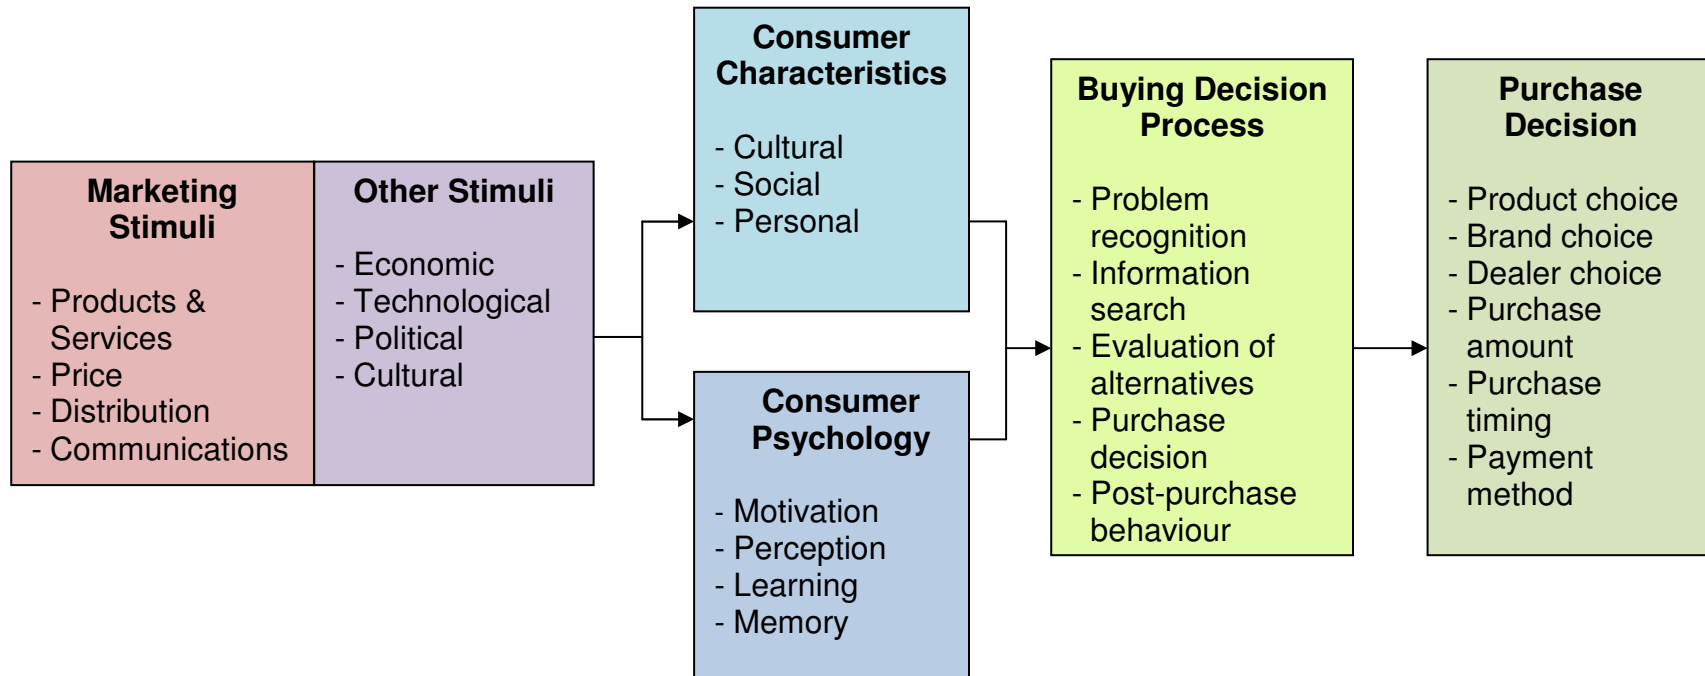 Marketing
Stimuli
- Products &
Services
- Price
- Distribution
- Communications
Other Stimuli
- Economic
- Technological
- Political
- Cultural
Consumer
Characteristics
- Cultural
- Social
- Personal
Consumer
Psychology
- Motivation
- Perception
- Learning
- Memory
Buying Decision
Process
- Problem
recognition
- Information
search
- Evaluation of
alternatives
- Purchase
decision
- Post-purchase
behaviour
Purchase
Decision
- Product choice
- Brand choice
- Dealer choice
- Purchase
amount
- Purchase
timing
- Payment
method